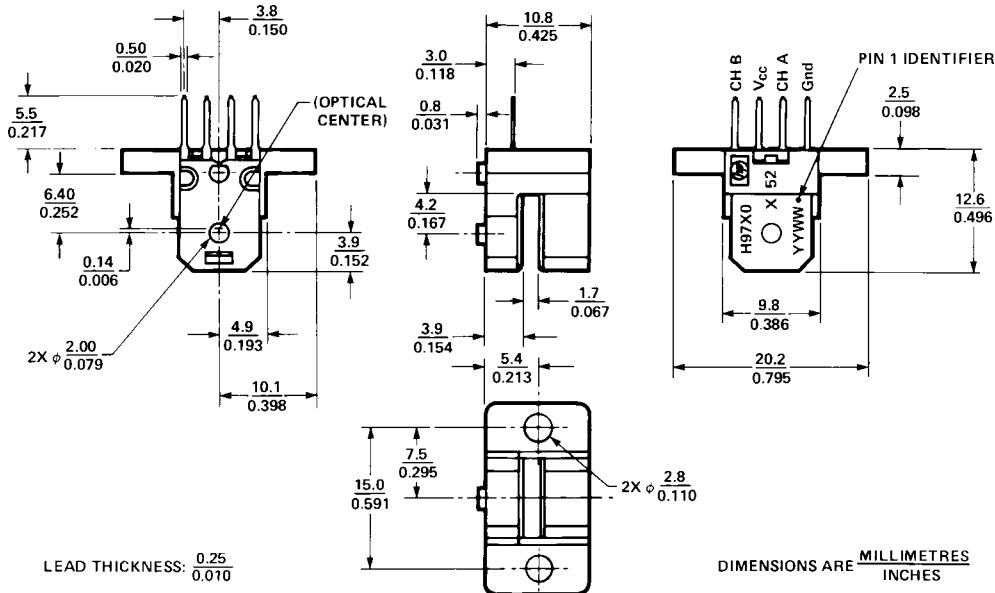 3.8
0.150
0.50
0.020
5.5
0.217
(OPTICAL
CENTER)
6.40
0.252
0.14
0.006
3.9
0.152
2X φ 2.00
0.079
4.9
0.193
10.1
0.398
10.8
0.425
3.0
0.118
0.8
0.031
4.2
0.167
1.7
0.067
3.9
0.154
5.4
0.213
CH B
Vcc
CH A
Gnd
PIN 1 IDENTIFIER
2.5
0.098
12.6
0.496
hp
H97X0
X 52
YYWW
9.8
0.386
20.2
0.795
7.5
0.295
15.0
0.591
2X φ 2.8
0.110
LEAD THICKNESS: 0.25
0.010
DIMENSIONS ARE MILLIMETRES
INCHES